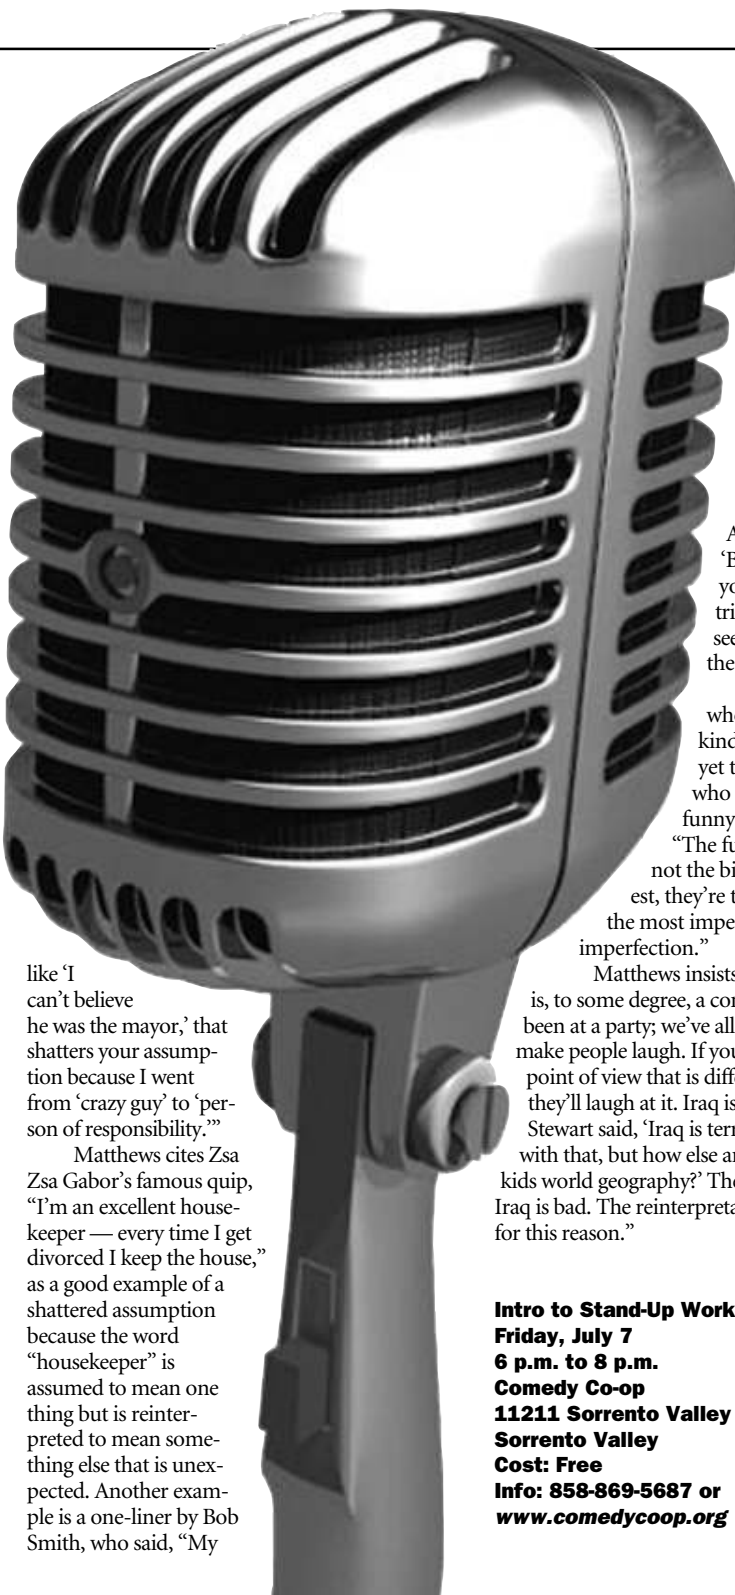 like ‘I
can’t believe
he was the mayor,’ that
shatters your assump-
tion because I went
from ‘crazy guy’ to ‘per-
son of responsibility.’”
Matthews cites Zsa
Zsa Gabor’s famous quip,
“I’m an excellent house-
keeper — every time I get
divorced I keep the house,”
as a good example of a
shattered assumption
because the word
“housekeeper” is
assumed to mean one
thing but is reinter-
preted to mean some-
thing else that is unex-
pected. Another exam-
ple is a one-liner by Bob
Smith, who said, “My
A
‘B
yo
tri
see
the
who
kind
yet t
who
funny
“The fu
not the bi
est, they’re t
the most impe
imperfection.”
Matthews insists
is, to some degree, a
been at a party; we’ve all
make people laugh. If you
point of view that is diffe
they’ll laugh at it. Iraq is
Stewart said, ‘Iraq is terr
with that, but how else ar
kids world geography?’ The
Iraq is bad. The reinterpreta
for this reason.”
Intro to Stand-Up Work
Friday, July 7
6 p.m. to 8 p.m.
Comedy Co-op
11211 Sorrento Valley
Sorrento Valley
Cost: Free
Info: 858-869-5687 or
www.comedycoop.org